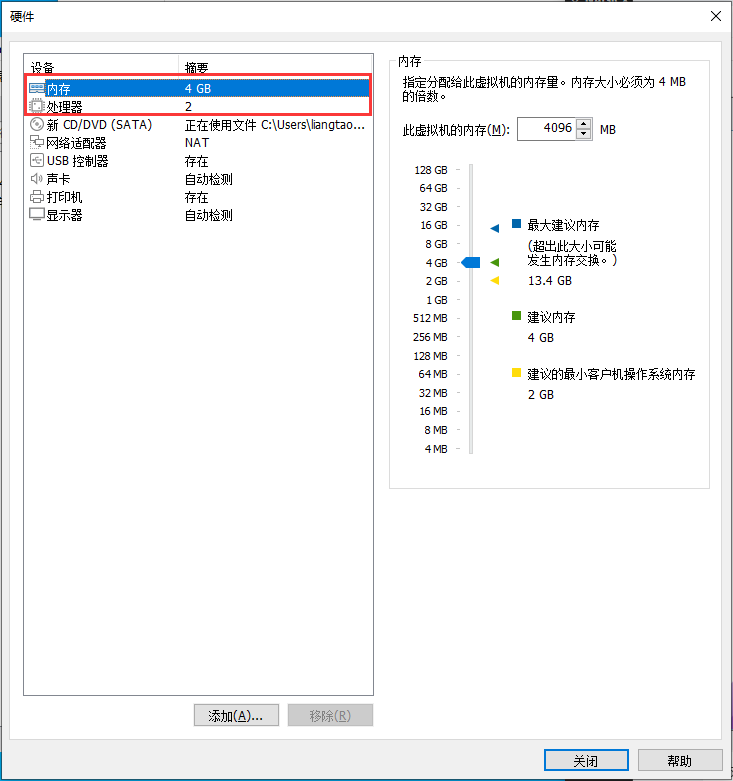 硬件
设备 摘要
内存 4 GB
处理器 2
新 CD/DVD (SATA) 正在使用文件 C:\Users\liangtao...
网络适配器 NAT
USB 控制器 存在
声卡 自动检测
打印机 存在
显示器 自动检测
添加(A)... 移除(R)
内存
指定分配给此虚拟机的内存量。内存大小必须为 4 MB
的倍数。
此虚拟机的内存(M): 4096 MB
128 GB
64 GB
32 GB
16 GB
8 GB
4 GB
2 GB
1 GB
512 MB
256 MB
128 MB
64 MB
32 MB
16 MB
8 MB
4 MB
最大建议内存
(超出此大小可能
发生内存交换。)
13.4 GB
建议内存
4 GB
建议的最小客户机操作系统内存
2 GB
关闭 帮助